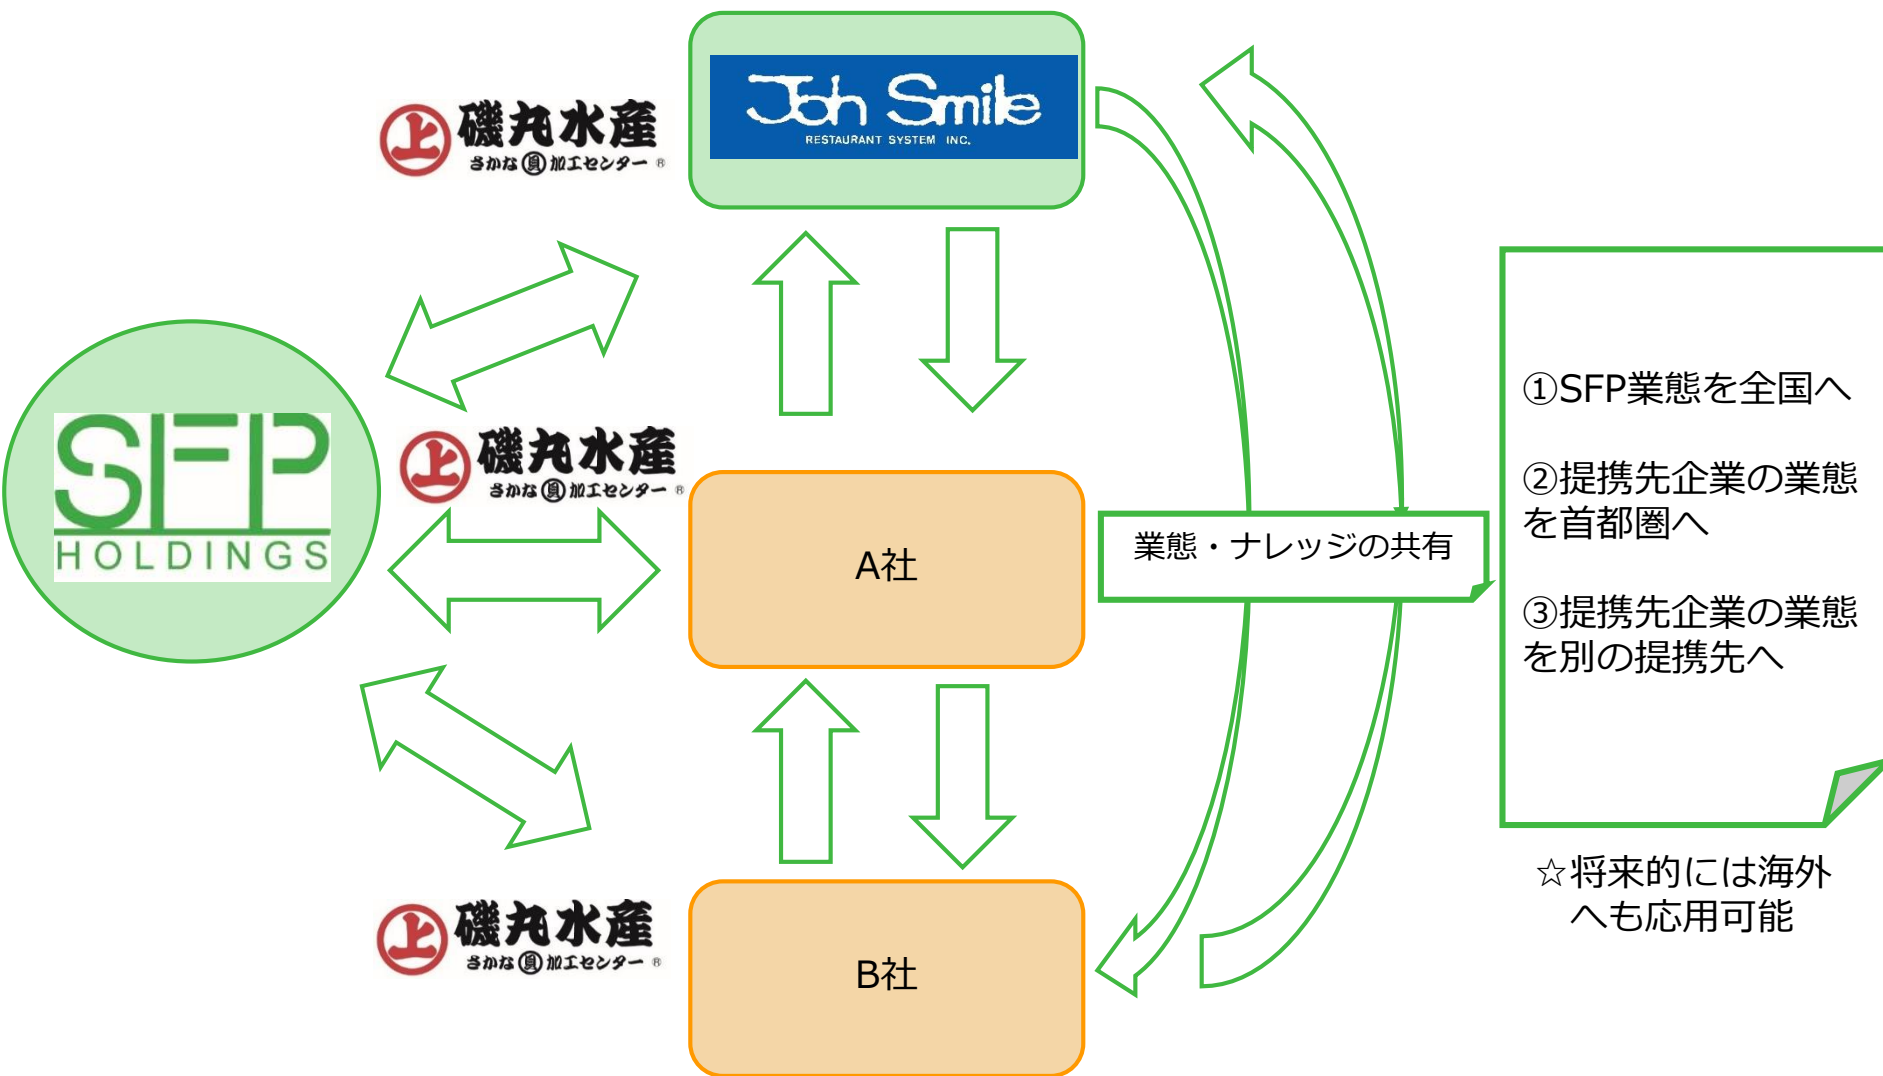 上 磯丸水産
さかな貝加工センター ®
Joh Smile
RESTAURANT SYSTEM INC.
SFP
HOLDINGS
上 磯丸水産
さかな貝加工センター ®
A社
業態・ナレッジの共有
①SFP業態を全国へ
②提携先企業の業態
を首都圏へ
③提携先企業の業態
を別の提携先へ
☆将来的には海外
へも応用可能
上 磯丸水産
さかな貝加工センター ®
B社